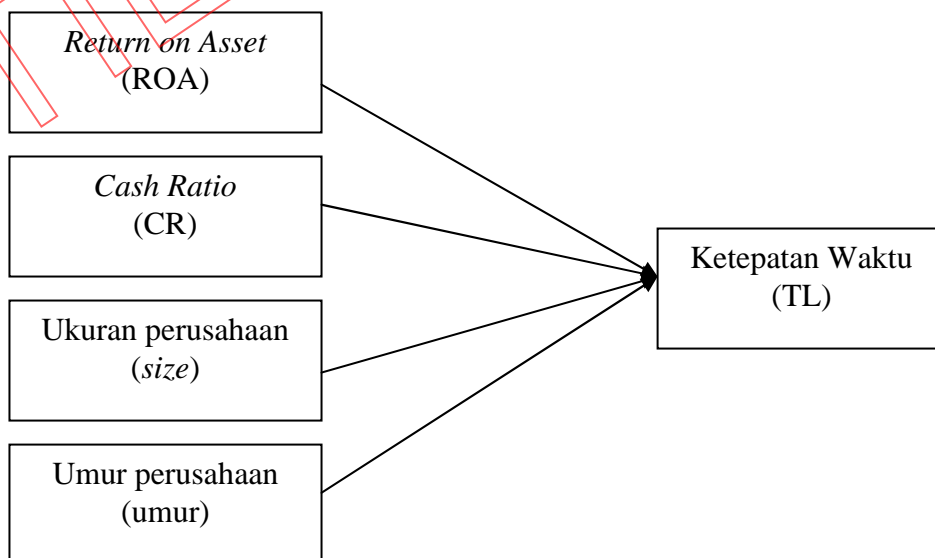 Return on Asset
(ROA)
Cash Ratio
(CR)
Ukuran perusahaan
(size)
Umur perusahaan
(umur)
Ketepatan Waktu
(TL)